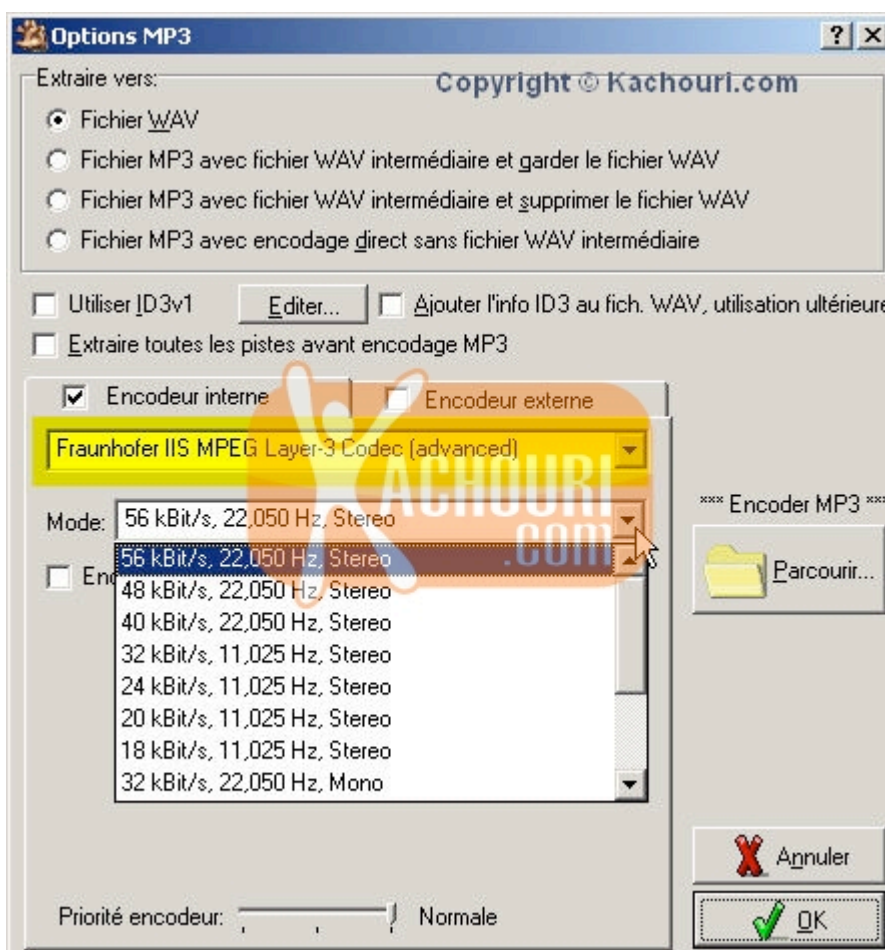 Options MP3
Extraire vers:
Copyright © Kachouri.com
Fichier WAV
Fichier MP3 avec fichier WAV intermédiaire et garder le fichier WAV
Fichier MP3 avec fichier WAV intermédiaire et supprimer le fichier WAV
Fichier MP3 avec encodage direct sans fichier WAV intermédiaire
Utiliser ID3v1
Editer...
Ajouter l'info ID3 au fich. WAV, utilisation ultérieure
Extraire toutes les pistes avant encodage MP3
Encodeur interne
Encodeur externe
Fraunhofer IIS MPEG Layer-3 Codec (advanced)
KACHOURI
.com
Mode: 56 kBit/s, 22,050 Hz, Stereo
*** Encoder MP3 ***
56 kBit/s, 22,050 Hz, Stereo
48 kBit/s, 22,050 Hz, Stereo
40 kBit/s, 22,050 Hz, Stereo
32 kBit/s, 11,025 Hz, Stereo
24 kBit/s, 11,025 Hz, Stereo
20 kBit/s, 11,025 Hz, Stereo
18 kBit/s, 11,025 Hz, Stereo
32 kBit/s, 22,050 Hz, Mono
Parcourir...
Annuler
Priorité encodeur:
Normale
OK